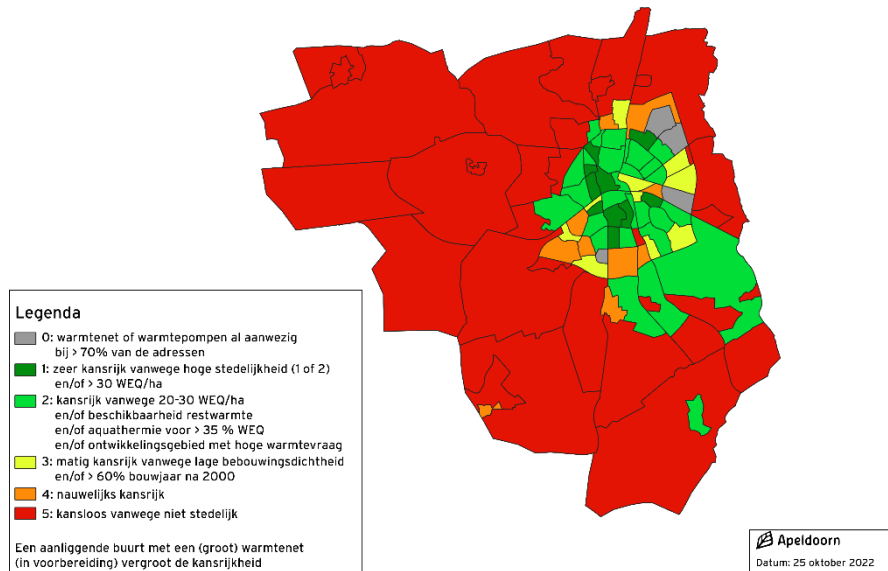 Legenda
0: warmtenet of warmtepompen al aanwezig
bij > 70% van de adressen
1: zeer kansrijk vanwege hoge stedelijkheid (1 of 2)
en/of > 30 WEQ/ha
2: kansrijk vanwege 20-30 WEQ/ha
en/of beschikbaarheid restwarmte
en/of aquathermie voor > 35 % WEQ
en/of ontwikkelingsgebied met hoge warmtevraag
3: matig kansrijk vanwege lage bebouwingsdichtheid
en/of > 60% bouwjaar na 2000
4: nauwelijks kansrijk
5: kansloos vanwege niet stedelijk
Een aanliggende buurt met een (groot) warmtenet
(in voorbereiding) vergroot de kansrijkheid
Apeldoorn
Datum: 25 oktober 2022